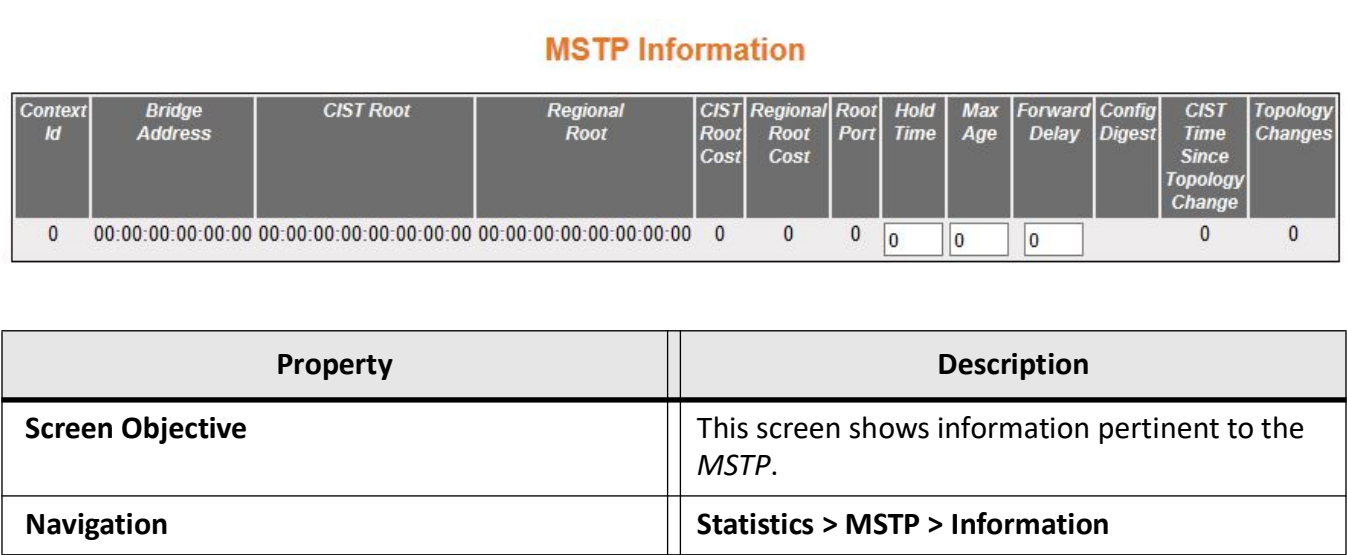 MSTP Information
Context Id Bridge Address CIST Root Regional Root CIST Root Cost Regional Root Cost Root Port Hold Time Max Age Forward Delay Config Digest CIST Time Since Topology Change Topology Changes
0 00:00:00:00:00:00 00:00:00:00:00:00:00:00 00:00:00:00:00:00:00:00 0 0 0 0 0 0 0 0
Property Description
Screen Objective This screen shows information pertinent to the
MSTP.
Navigation Statistics > MSTP > Information